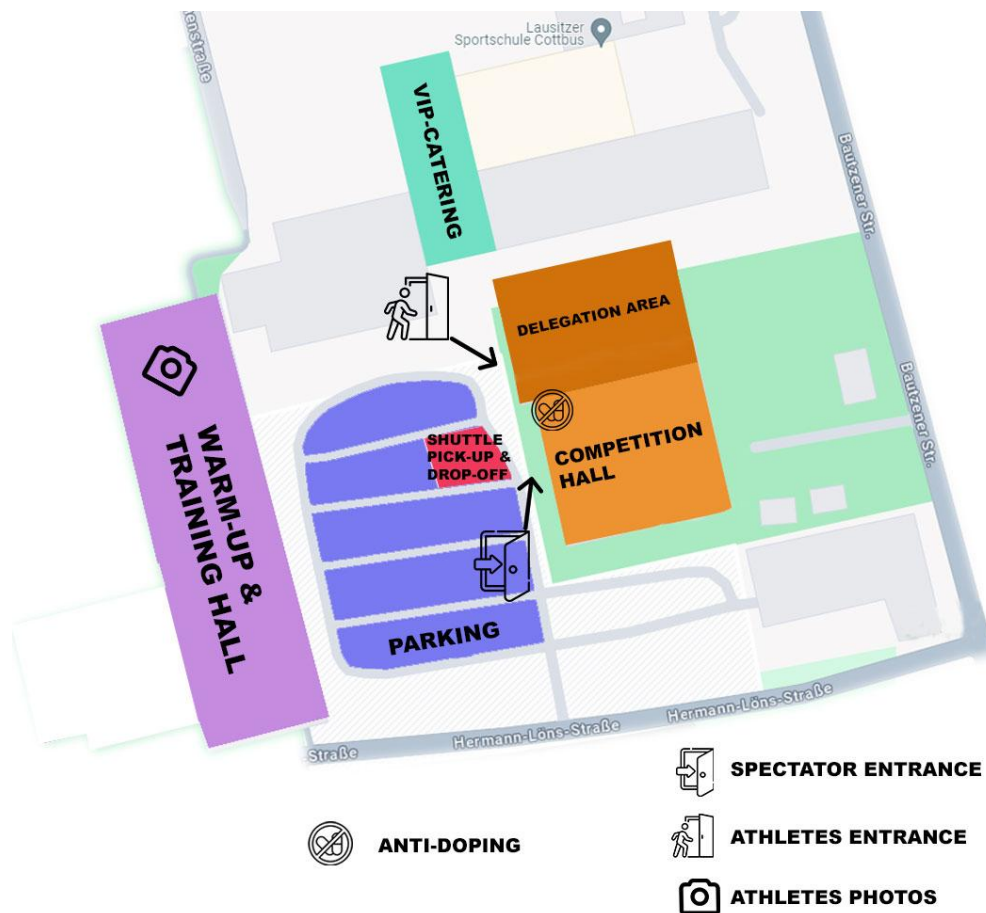 Lausitzer
Sportschule Cottbus
enstraße
VIP-CATERING
Bautzener Str.
DELEGATION AREA
Bautzener Str.
WARM-UP &
TRAINING HALL
SHUTTLE
PICK-UP &
DROP-OFF
COMPETITION
HALL
PARKING
-Straße
Hermann-Löns-Straße
Hermann-Löns-Straße
SPECTATOR ENTRANCE
ANTI-DOPING
ATHLETES ENTRANCE
ATHLETES PHOTOS